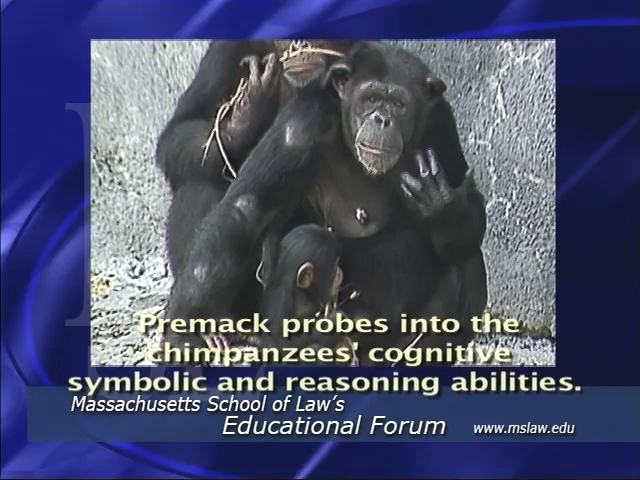 Premack probes into the
chimpanzees' cognitive
symbolic and reasoning abilities.
Massachusetts School of Law's
Educational Forum www.mslaw.edu